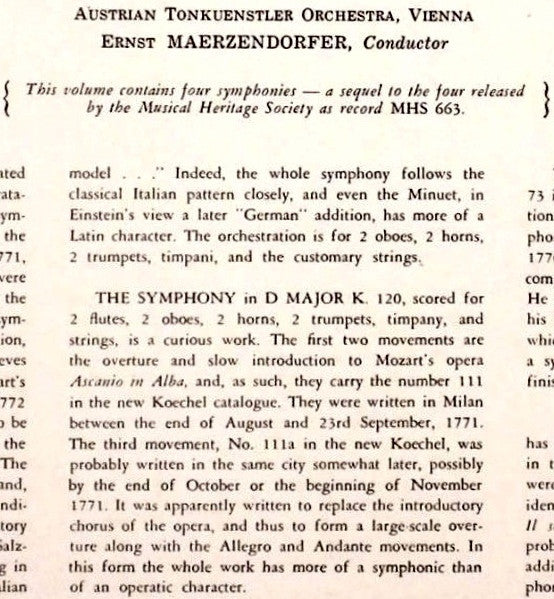 AUSTRIAN TONKUENSTLER ORCHESTRA, VIENNA
ERNST MAERZENDORFER, Conductor
{ This volume contains four symphonies — a sequel to the four released }
by the Musical Heritage Society as record MHS 663.
model . . ." Indeed, the whole symphony follows the
classical Italian pattern closely, and even the Minuet, in
Einstein's view a later "German" addition, has more of a
Latin character. The orchestration is for 2 oboes, 2 horns,
2 trumpets, timpani, and the customary strings.
THE SYMPHONY in D MAJOR K. 120, scored for
2 flutes, 2 oboes, 2 horns, 2 trumpets, timpany, and
strings, is a curious work. The first two movements are
the overture and slow introduction to Mozart's opera
Ascanio in Alba, and, as such, they carry the number 111
in the new Koechel catalogue. They were written in Milan
between the end of August and 23rd September, 1771.
The third movement, No. 111a in the new Koechel, was
probably written in the same city somewhat later, possibly
by the end of October or the beginning of November
1771. It was apparently written to replace the introductory
chorus of the opera, and thus to form a large-scale over-
ture along with the Allegro and Andante movements. In
this form the whole work has more of a symphonic than
of an operatic character.